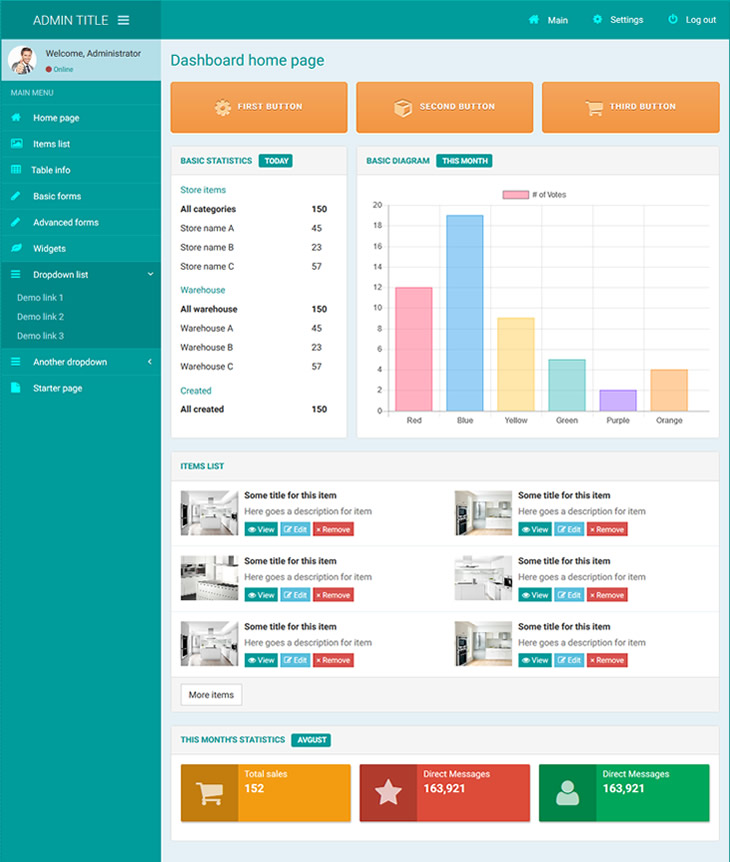 ADMIN TITLE
Main
Settings
Log out
Welcome, Administrator
Online
MAIN MENU
Home page
Items list
Table info
Basic forms
Advanced forms
Widgets
Dropdown list
Demo link 1
Demo link 2
Demo link 3
Another dropdown
Starter page
Dashboard home page
FIRST BUTTON
SECOND BUTTON
THIRD BUTTON
BASIC STATISTICS TODAY
Store items
All categories 150
Store name A 45
Store name B 23
Store name C 57
Warehouse
All warehouse 150
Warehouse A 45
Warehouse B 23
Warehouse C 57
Created
All created 150
BASIC DIAGRAM THIS MONTH
# of Votes
20
18
16
14
12
10
8
6
4
2
0
Red Blue Yellow Green Purple Orange
ITEMS LIST
Some title for this item
Here goes a description for item
View Edit × Remove
Some title for this item
Here goes a description for item
View Edit × Remove
Some title for this item
Here goes a description for item
View Edit × Remove
Some title for this item
Here goes a description for item
View Edit × Remove
Some title for this item
Here goes a description for item
View Edit × Remove
Some title for this item
Here goes a description for item
View Edit × Remove
More items
THIS MONTH'S STATISTICS AVGUST
Total sales
152
Direct Messages
163,921
Direct Messages
163,921